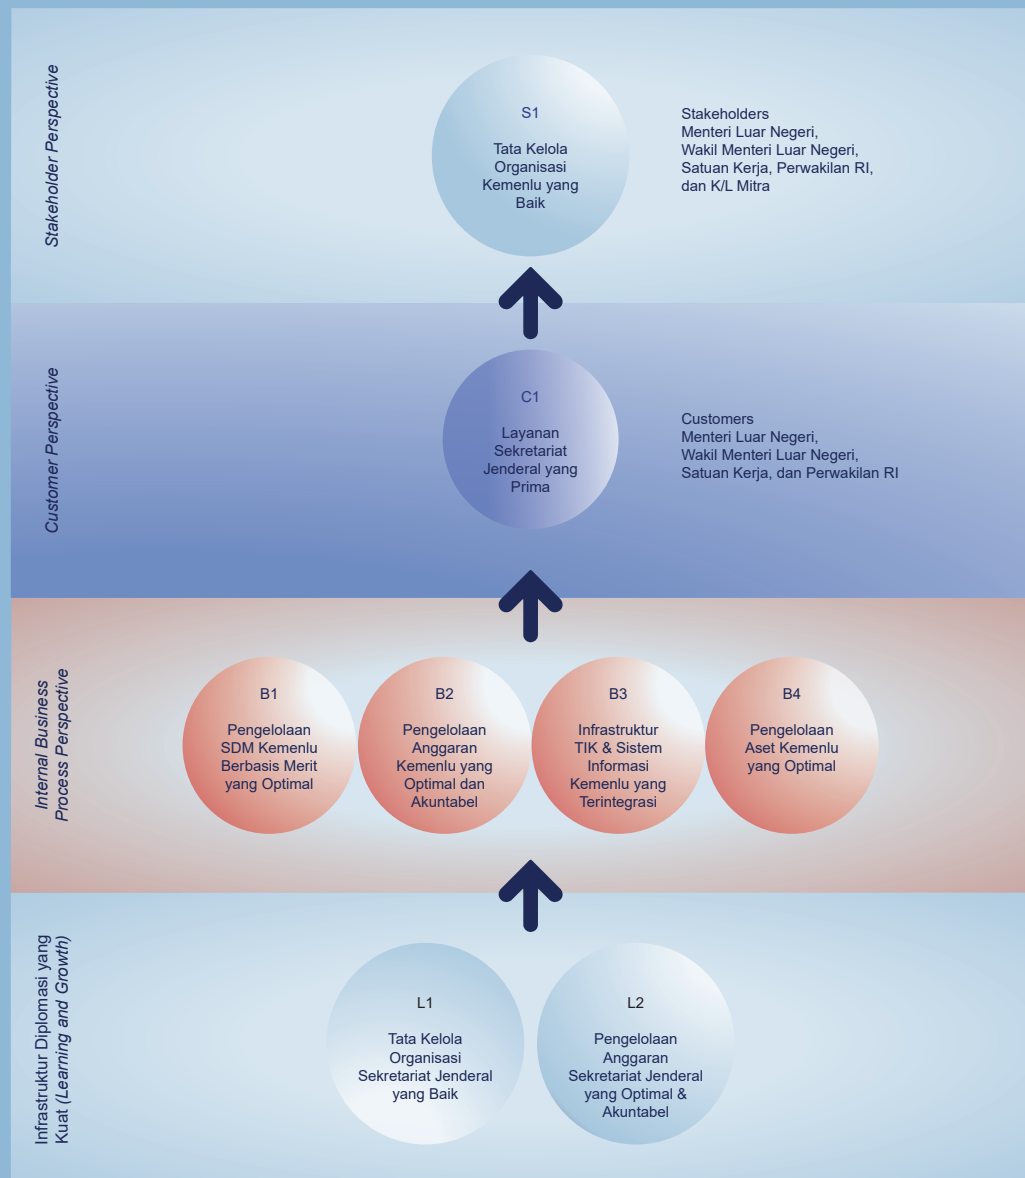 Stakeholder Perspective
S1
Tata Kelola
Organisasi
Kemenlu yang
Baik
Stakeholders
Menteri Luar Negeri,
Wakil Menteri Luar Negeri,
Satuan Kerja, Perwakilan RI,
dan K/L Mitra
Customer Perspective
C1
Layanan
Sekretariat
Jenderal yang
Prima
Customers
Menteri Luar Negeri,
Wakil Menteri Luar Negeri,
Satuan Kerja, dan Perwakilan RI
Internal Business
Process Perspective
B1
Pengelolaan
SDM Kemenlu
Berbasis Merit
yang Optimal
B2
Pengelolaan
Anggaran
Kemenlu yang
Optimal dan
Akuntabel
B3
Infrastruktur
TIK & Sistem
Informasi
Kemenlu yang
Terintegrasi
B4
Pengelolaan
Aset Kemenlu
yang Optimal
Infrastruktur Diplomasi yang
Kuat (Learning and Growth)
L1
Tata Kelola
Organisasi
Sekretariat Jenderal
yang Baik
L2
Pengelolaan
Anggaran
Sekretariat Jenderal
yang Optimal &
Akuntabel